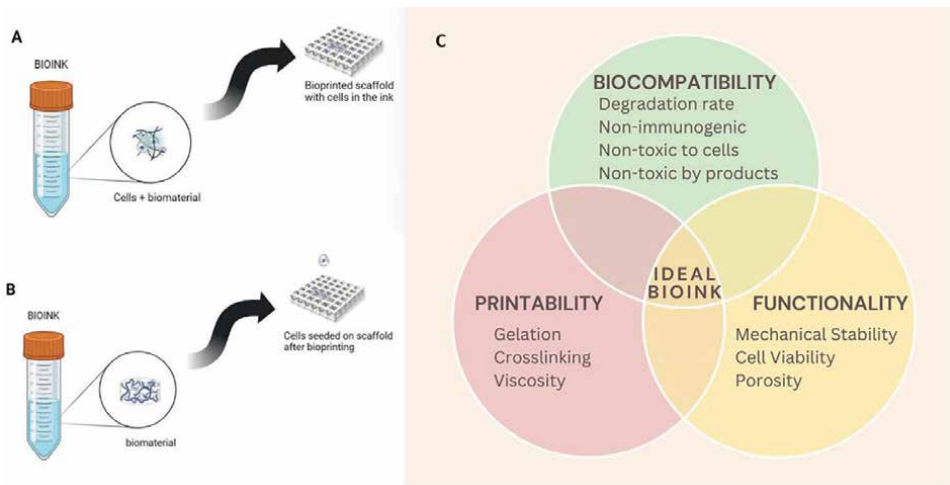 A
BIOINK
Cells + biomaterial
Bioprinted scaffold
with cells in the ink
B
BIOINK
biomaterial
Cells seeded on scaffold
after bioprinting
C
BIOCOMPATIBILITY
Degradation rate
Non-immunogenic
Non-toxic to cells
Non-toxic by products
IDEAL
BIOINK
PRINTABILITY
Gelation
Crosslinking
Viscosity
FUNCTIONALITY
Mechanical Stability
Cell Viability
Porosity